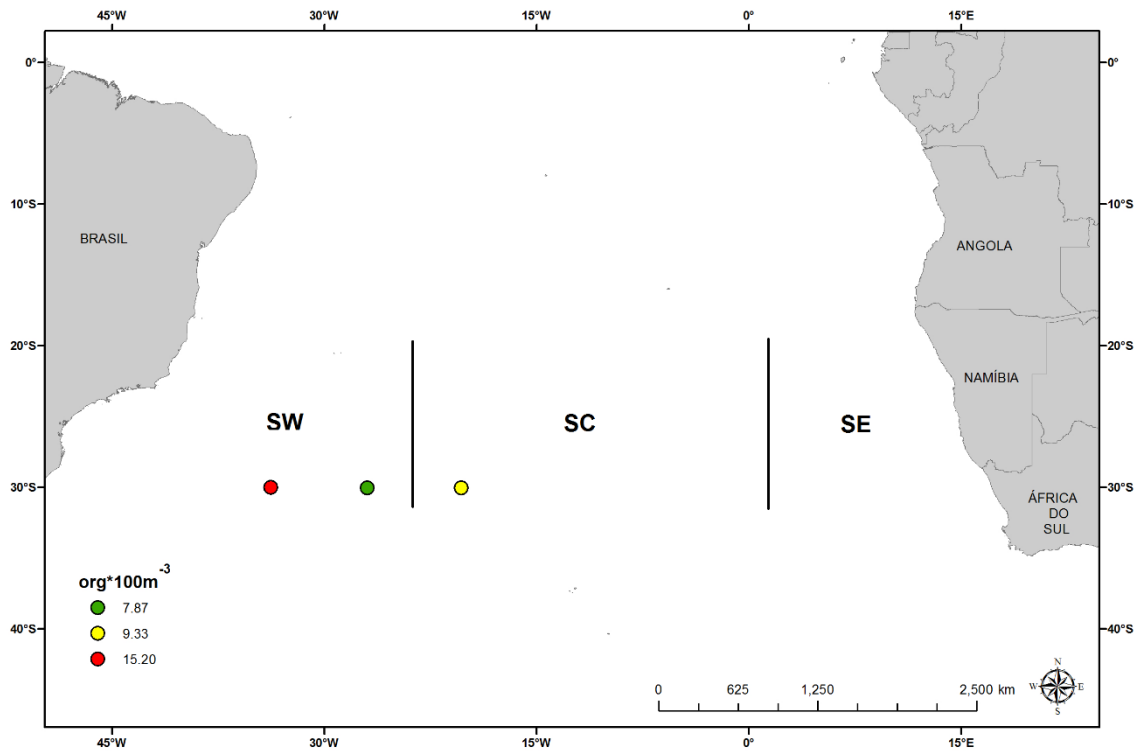 45°W 30°W 15°W 0° 15°E
0° 0°
10°S 10°S
BRASIL
ANGOLA
20°S 20°S
NAMÍBIA
SW SC SE
30°S 30°S
ÁFRICA
DO
SUL
org*100m-3
7.87
9.33
15.20
40°S 40°S
N
W E
S
0 625 1,250 2,500 km
45°W 30°W 15°W 0° 15°E